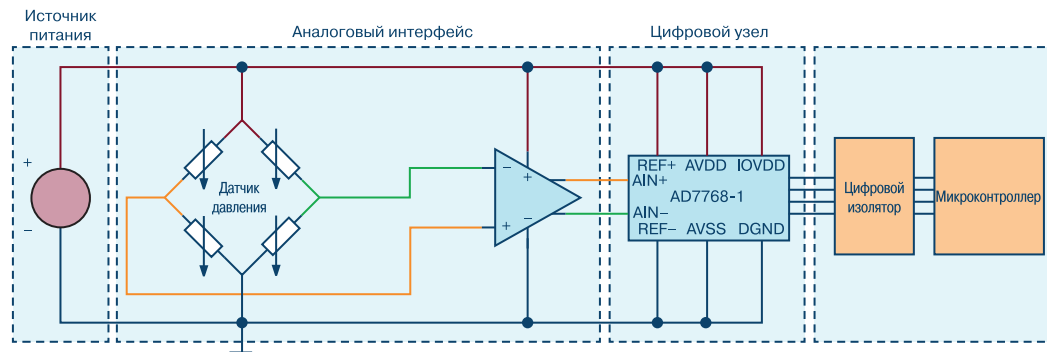 Источник
питания
Аналоговый интерфейс
Цифровой узел
+
−
Датчик
давления
−
+
+
−
REF+ AVDD IOVDD
AIN+
AD7768-1
AIN−
REF− AVSS DGND
Цифровой
изолятор
Микроконтроллер